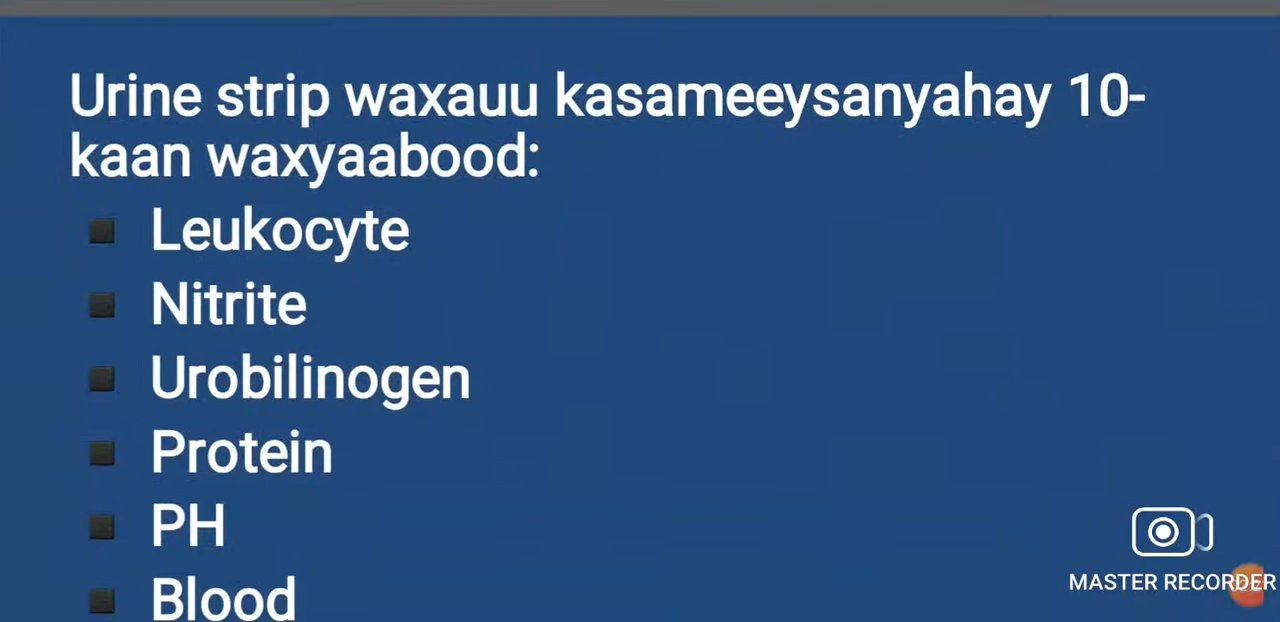 Urine strip waxauu kasameeysanyahay 10-
kaan waxyaabood:
Leukocyte
Nitrite
Urobilinogen
Protein
PH
Blood
MASTER RECORDER